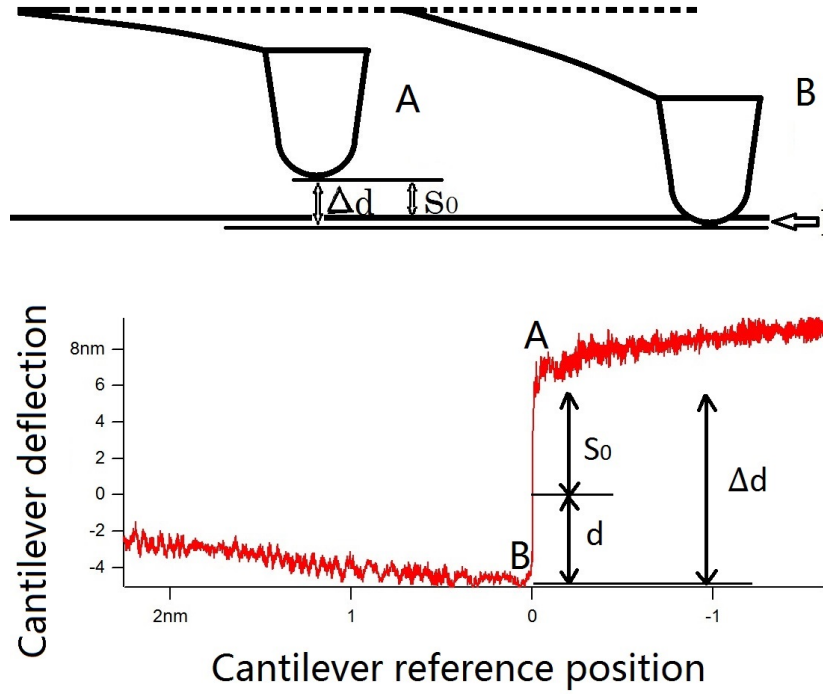 A
B
Δd
S0
Cantilever deflection
8nm
6
4
2
0
-2
-4
A
S0
Δd
d
B
2nm
1
0
-1
Cantilever reference position